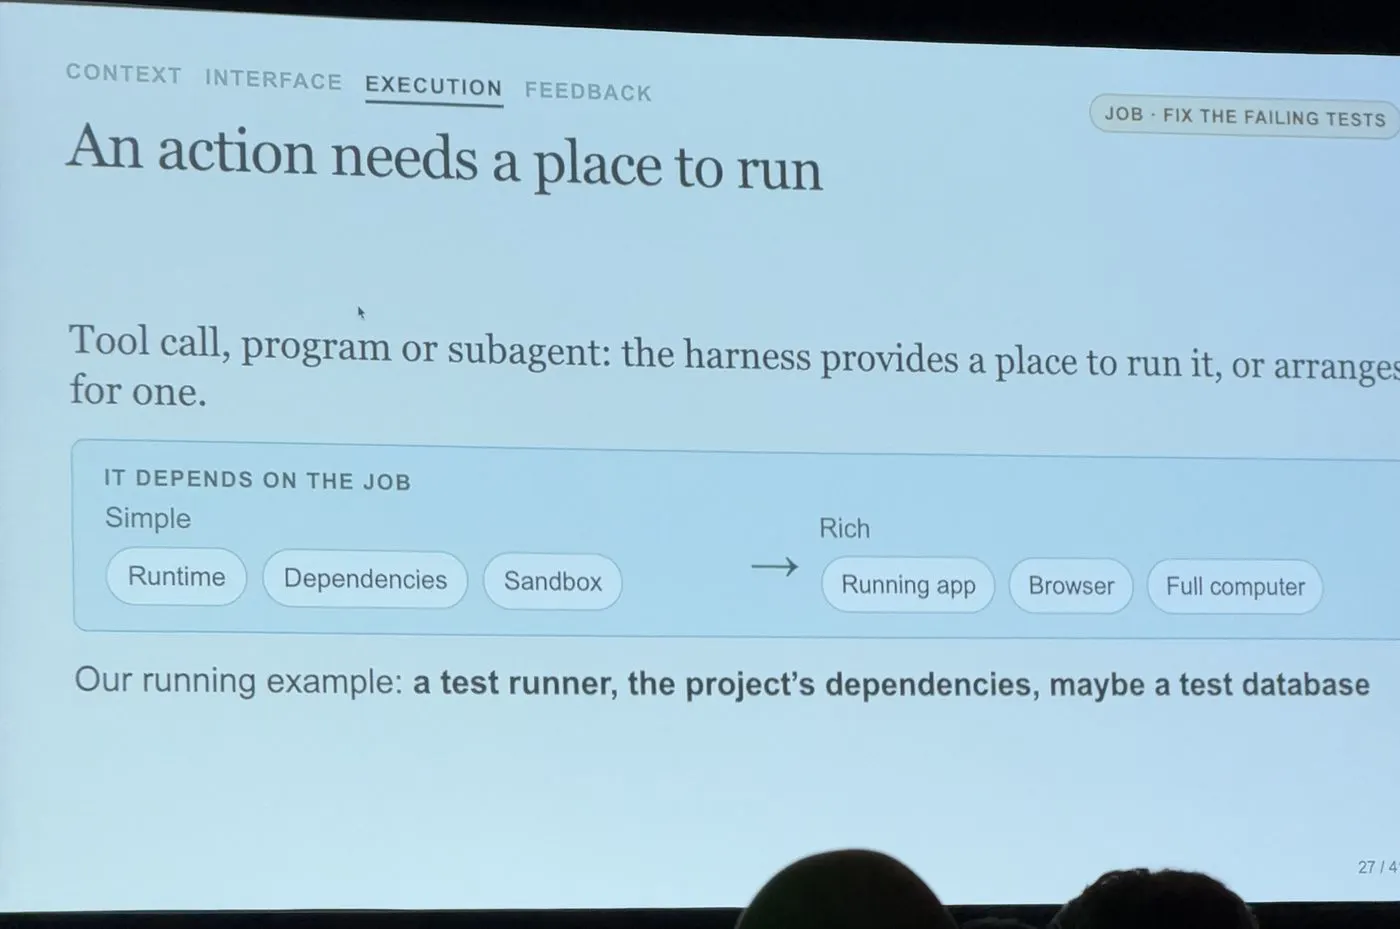 CONTEXT INTERFACE EXECUTION FEEDBACK
JOB · FIX THE FAILING TESTS
An action needs a place to run
Tool call, program or subagent: the harness provides a place to run it, or arranges
for one.
IT DEPENDS ON THE JOB
Simple
Runtime Dependencies Sandbox
→
Rich
Running app Browser Full computer
Our running example: a test runner, the project's dependencies, maybe a test database
27 / 4